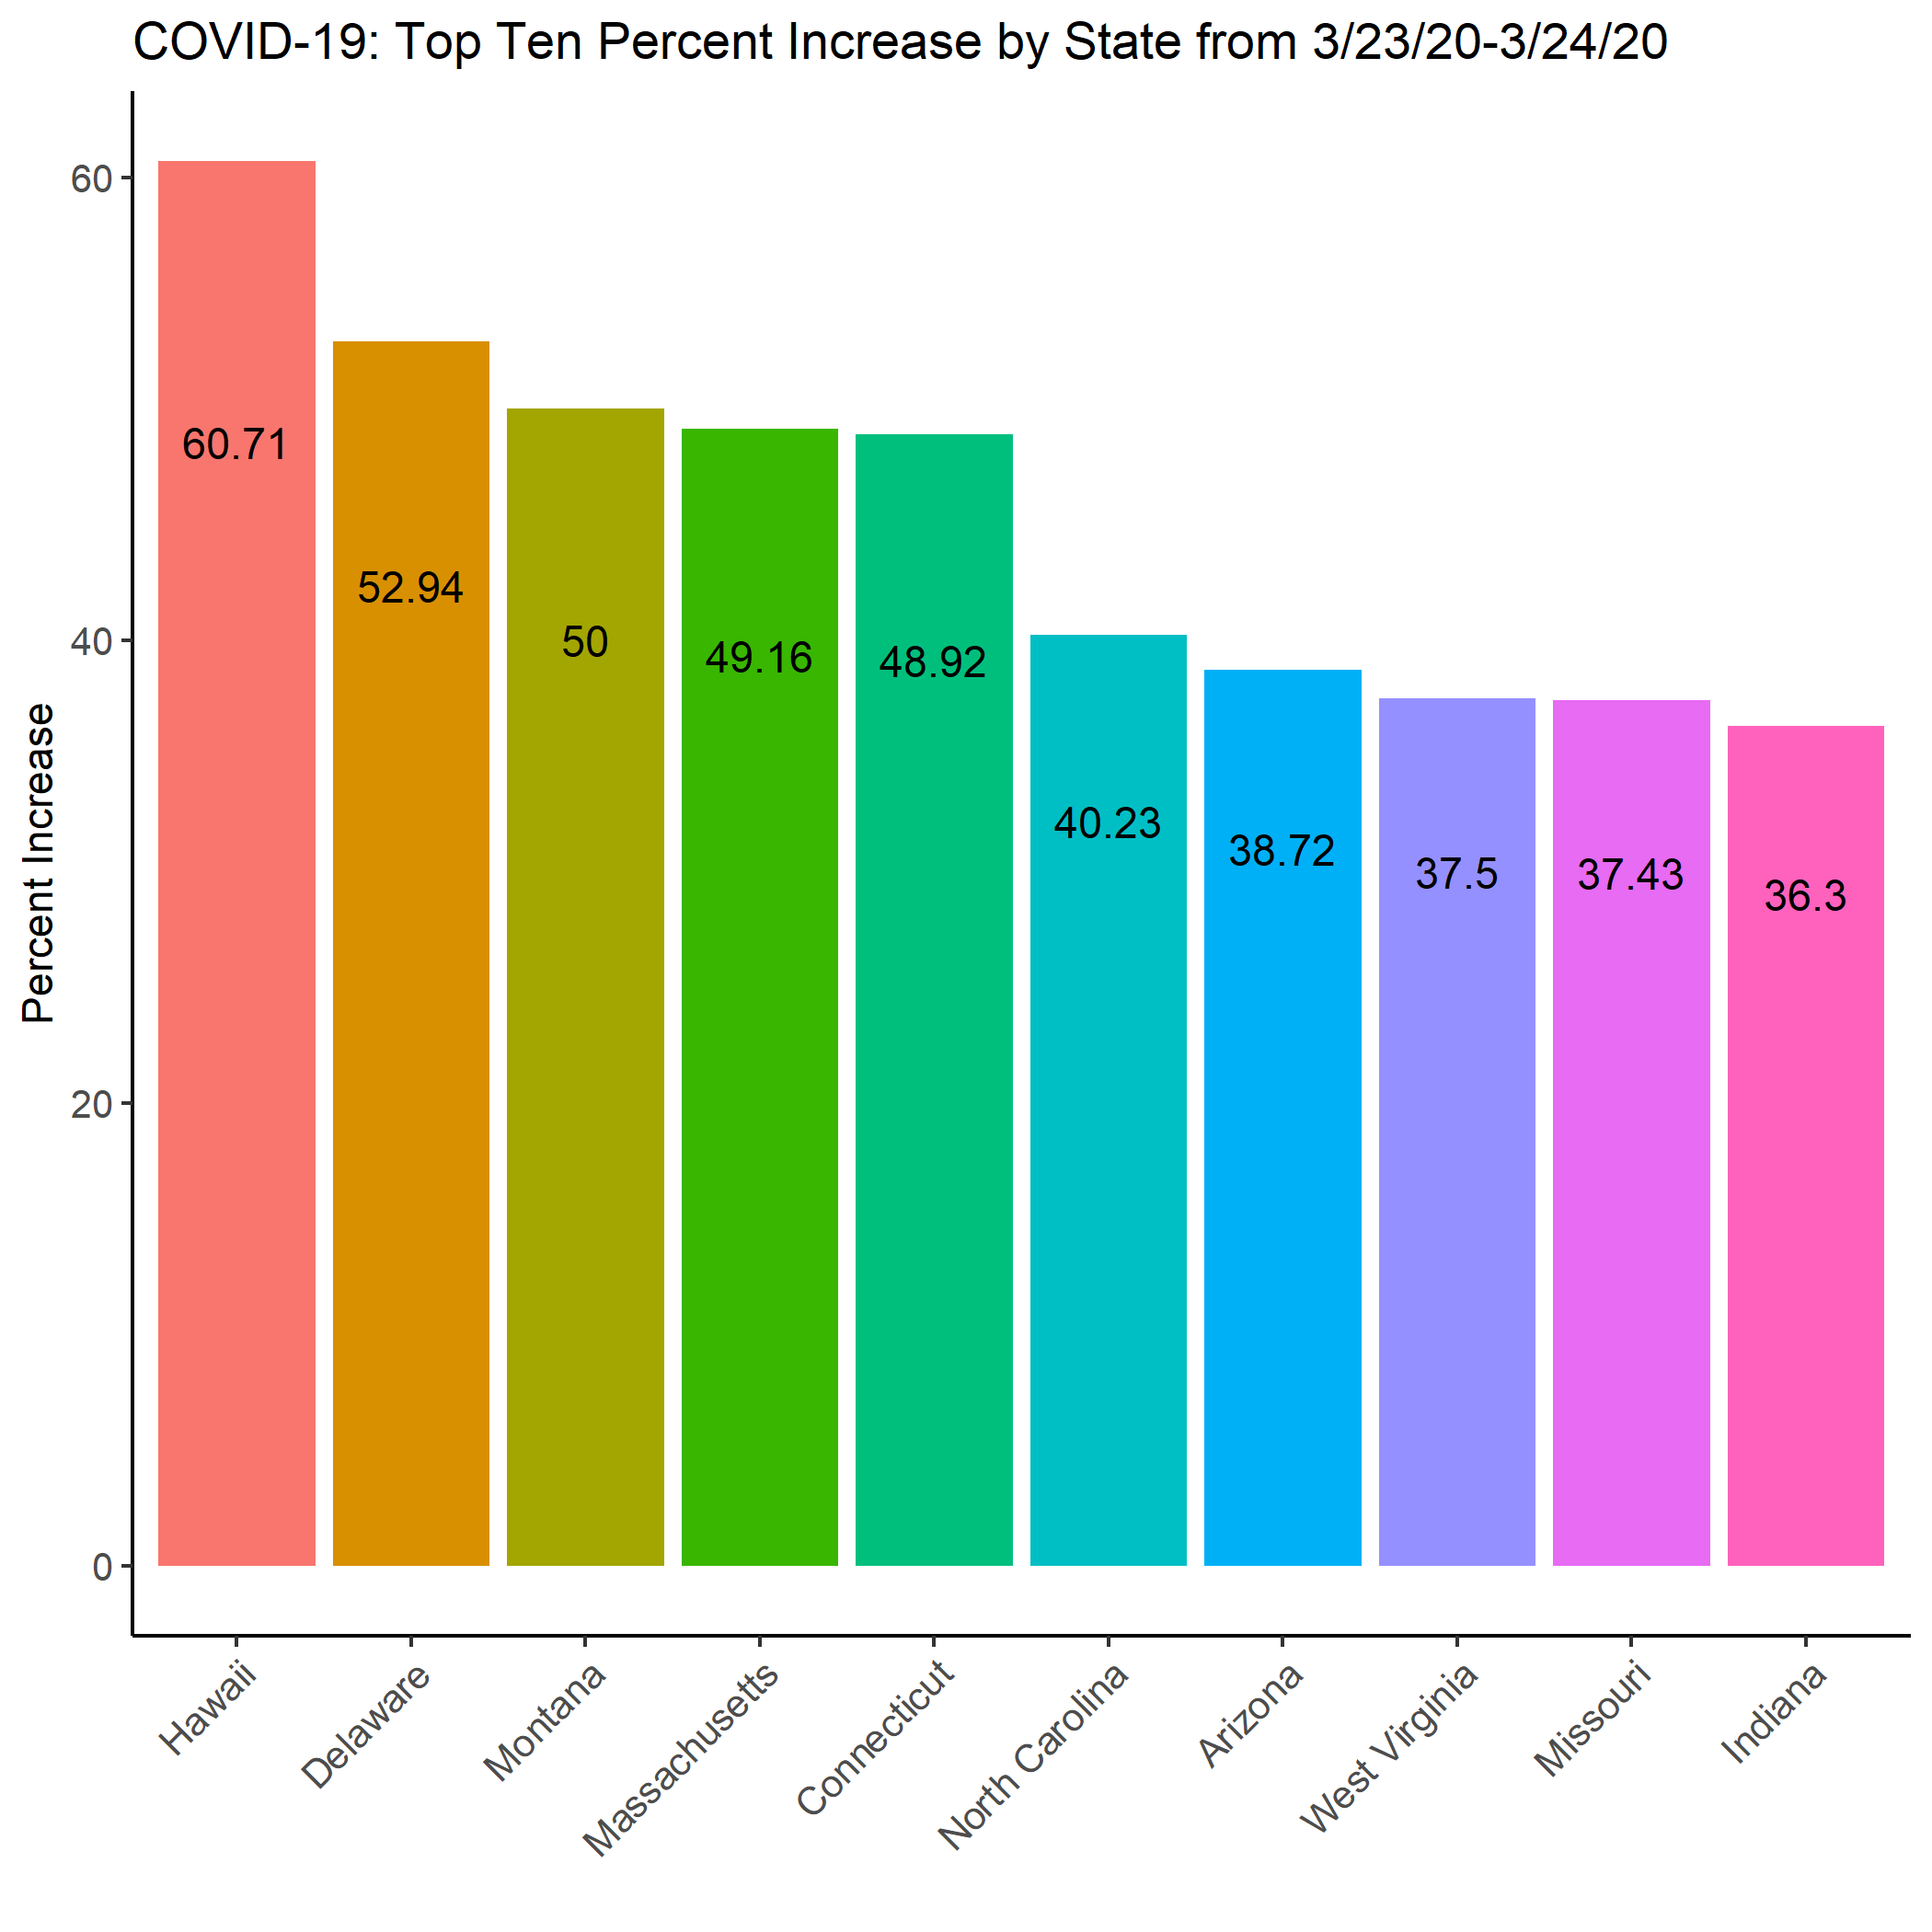 COVID-19: Top Ten Percent Increase by State from 3/23/20-3/24/20
Percent Increase
60
40
20
0
60.71
52.94
50
49.16
48.92
40.23
38.72
37.5
37.43
36.3
Hawaii
Delaware
Montana
Massachusetts
Connecticut
North Carolina
Arizona
West Virginia
Missouri
Indiana